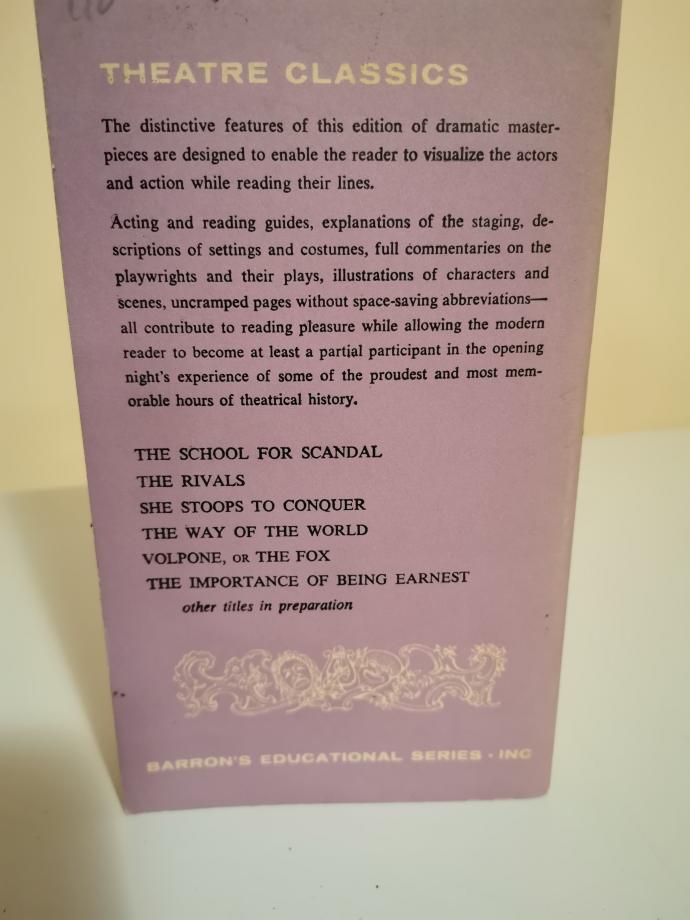 THEATRE CLASSICS
The distinctive features of this edition of dramatic master-
pieces are designed to enable the reader to visualize the actors
and action while reading their lines.
Acting and reading guides, explanations of the staging, de-
scriptions of settings and costumes, full commentaries on the
playwrights and their plays, illustrations of characters and
scenes, uncramped pages without space-saving abbreviations—
all contribute to reading pleasure while allowing the modern
reader to become at least a partial participant in the opening
night's experience of some of the proudest and most mem-
orable hours of theatrical history.
THE SCHOOL FOR SCANDAL
THE RIVALS
SHE STOOPS TO CONQUER
THE WAY OF THE WORLD
VOLPONE, OR THE FOX
THE IMPORTANCE OF BEING EARNEST
other titles in preparation
BARRON'S EDUCATIONAL SERIES · INC